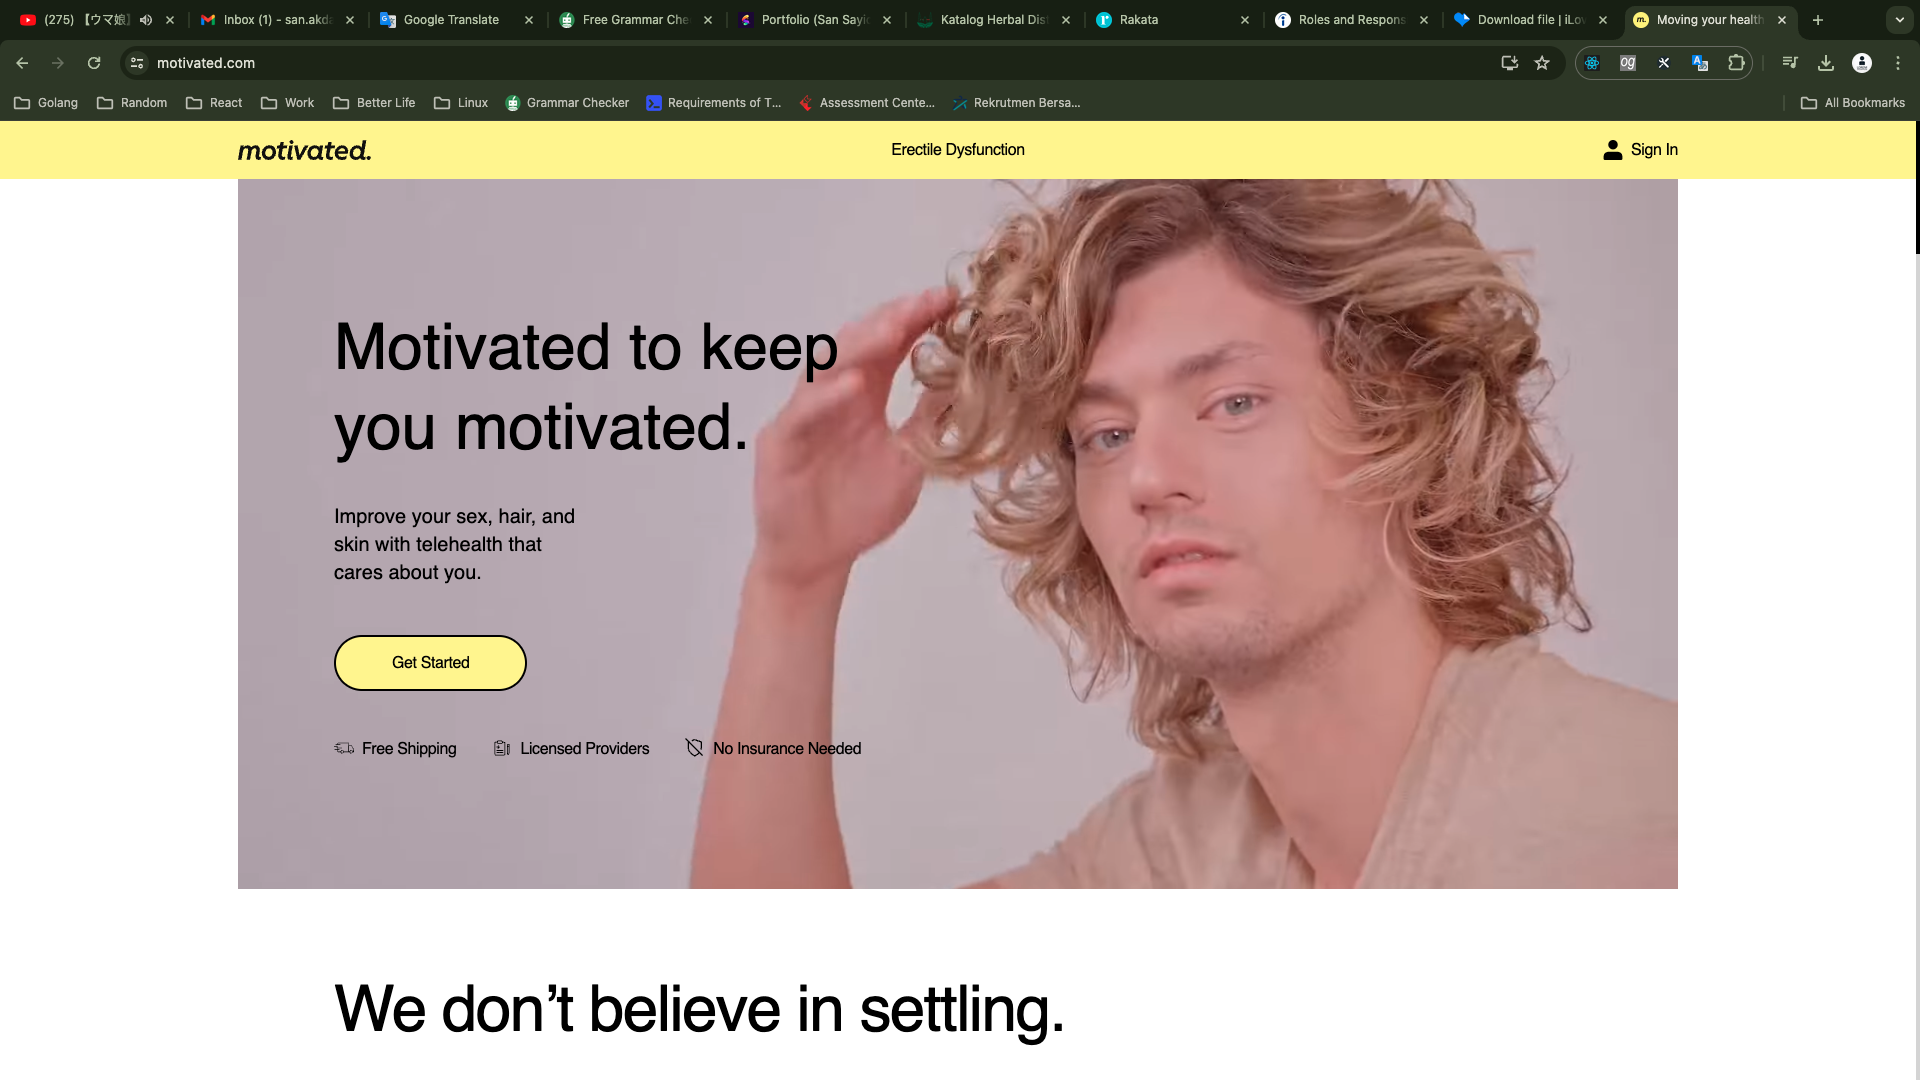 (275) 【ウマ娘】
Inbox (1) - san.akda
Google Translate
Free Grammar Che
Portfolio (San Sayic
Katalog Herbal Dis
Rakata
Roles and Respons
Download file | iLov
Moving your health
motivated.com
Golang
Random
React
Work
Better Life
Linux
Grammar Checker
Requirements of T...
Assessment Cente...
Rekrutmen Bersa...
All Bookmarks
motivated.
Erectile Dysfunction
Sign In
Motivated to keep
you motivated.
Improve your sex, hair, and
skin with telehealth that
cares about you.
Get Started
Free Shipping
Licensed Providers
No Insurance Needed
We don’t believe in settling.